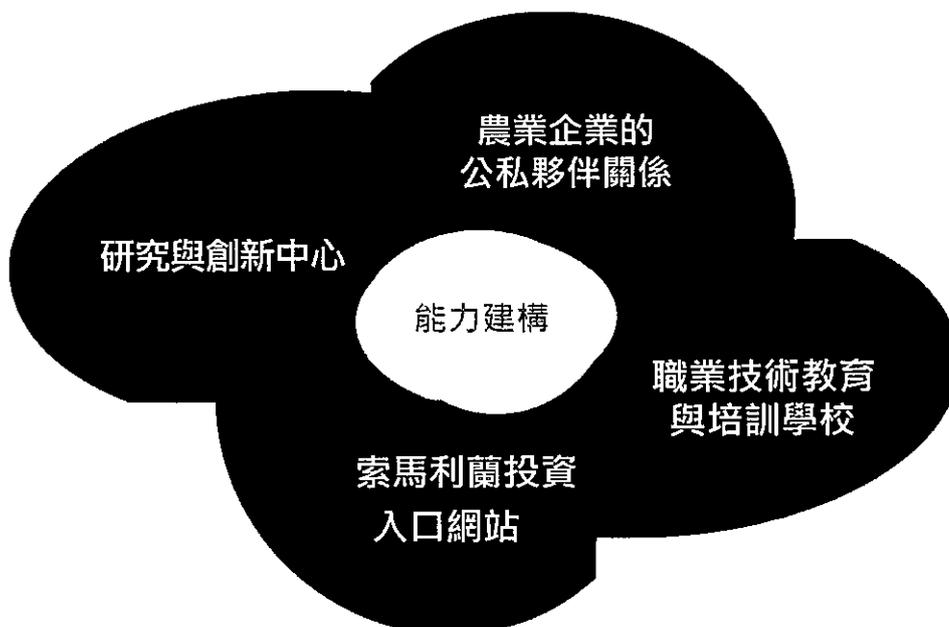 農業企業的
公私夥伴關係
研究與創新中心
能力建構
職業技術教育
與培訓學校
索馬利蘭投資
入口網站